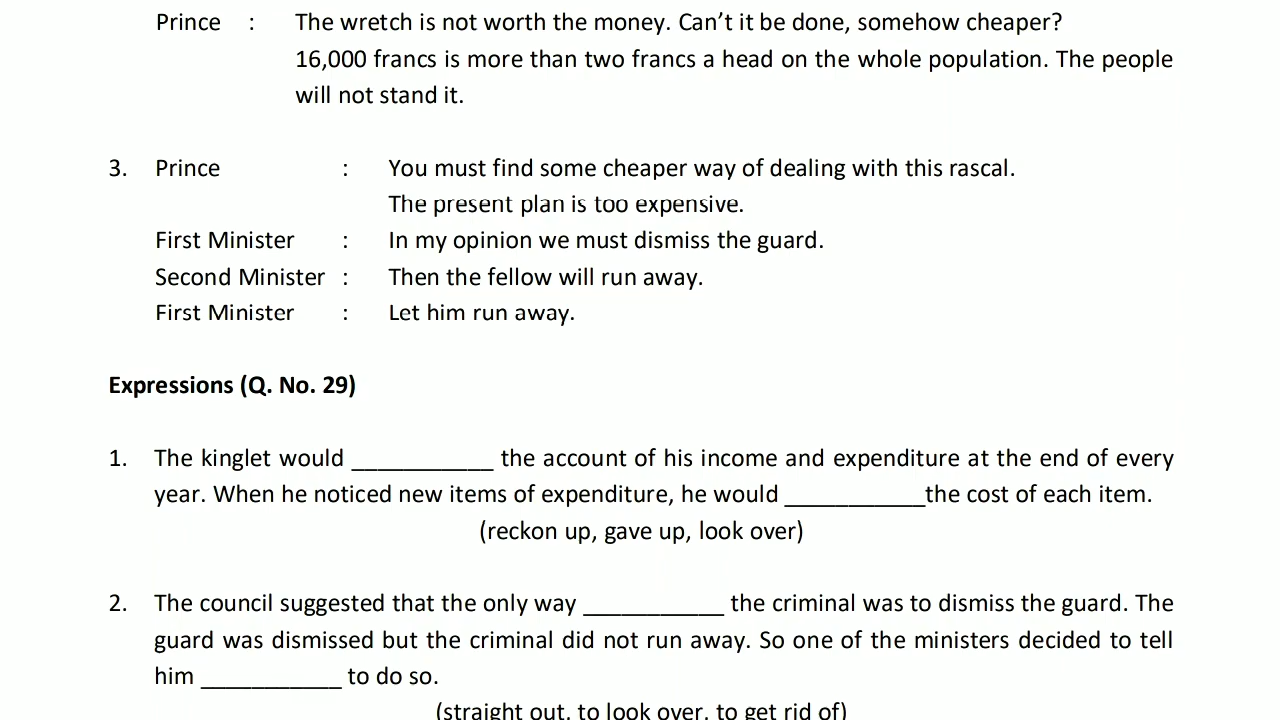 Prince : The wretch is not worth the money. Can’t it be done, somehow cheaper?
16,000 francs is more than two francs a head on the whole population. The people
will not stand it.
3. Prince : You must find some cheaper way of dealing with this rascal.
The present plan is too expensive.
First Minister : In my opinion we must dismiss the guard.
Second Minister : Then the fellow will run away.
First Minister : Let him run away.
Expressions (Q. No. 29)
1. The kinglet would ___________ the account of his income and expenditure at the end of every
year. When he noticed new items of expenditure, he would ___________the cost of each item.
(reckon up, gave up, look over)
2. The council suggested that the only way ___________ the criminal was to dismiss the guard. The
guard was dismissed but the criminal did not run away. So one of the ministers decided to tell
him ___________ to do so.
(straight out, to look over, to get rid of)